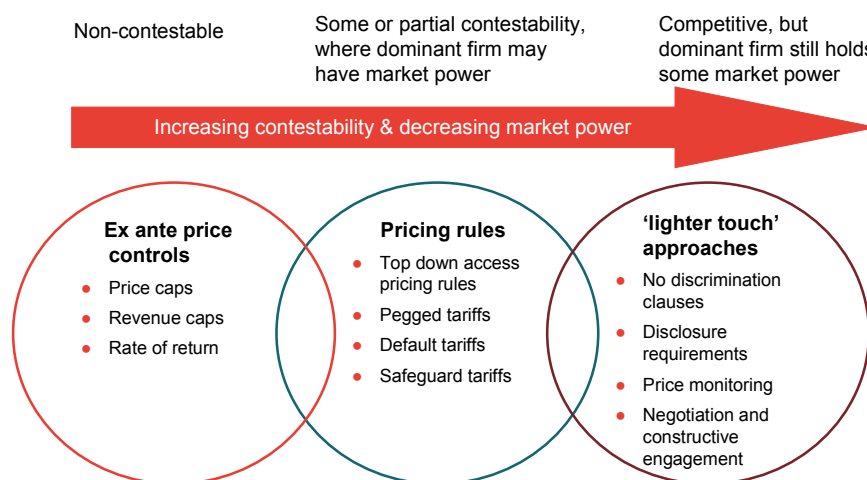 Non-contestable
Some or partial contestability,
where dominant firm may
have market power
Competitive, but
dominant firm still holds
some market power
Increasing contestability & decreasing market power
Ex ante price
controls
• Price caps
• Revenue caps
• Rate of return
Pricing rules
• Top down access
pricing rules
• Pegged tariffs
• Default tariffs
• Safeguard tariffs
‘lighter touch’
approaches
• No discrimination
clauses
• Disclosure
requirements
• Price monitoring
• Negotiation and
constructive
engagement